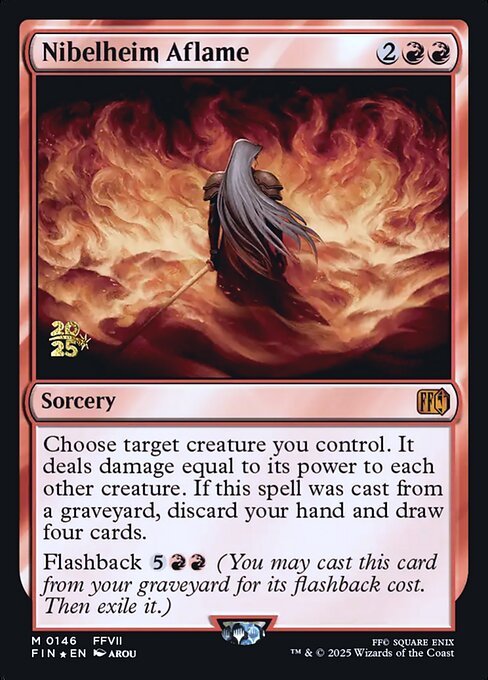 Nibelheim Aflame 2
2025
Sorcery
FF
Choose target creature you control. It
deals damage equal to its power to each
other creature. If this spell was cast from
a graveyard, discard your hand and draw
four cards.
Flashback 5 (You may cast this card
from your graveyard for its flashback cost.
Then exile it.)
M 0146 FFVII
FIN ★ EN AROU
FF© SQUARE ENIX
™ & © 2025 Wizards of the Coast